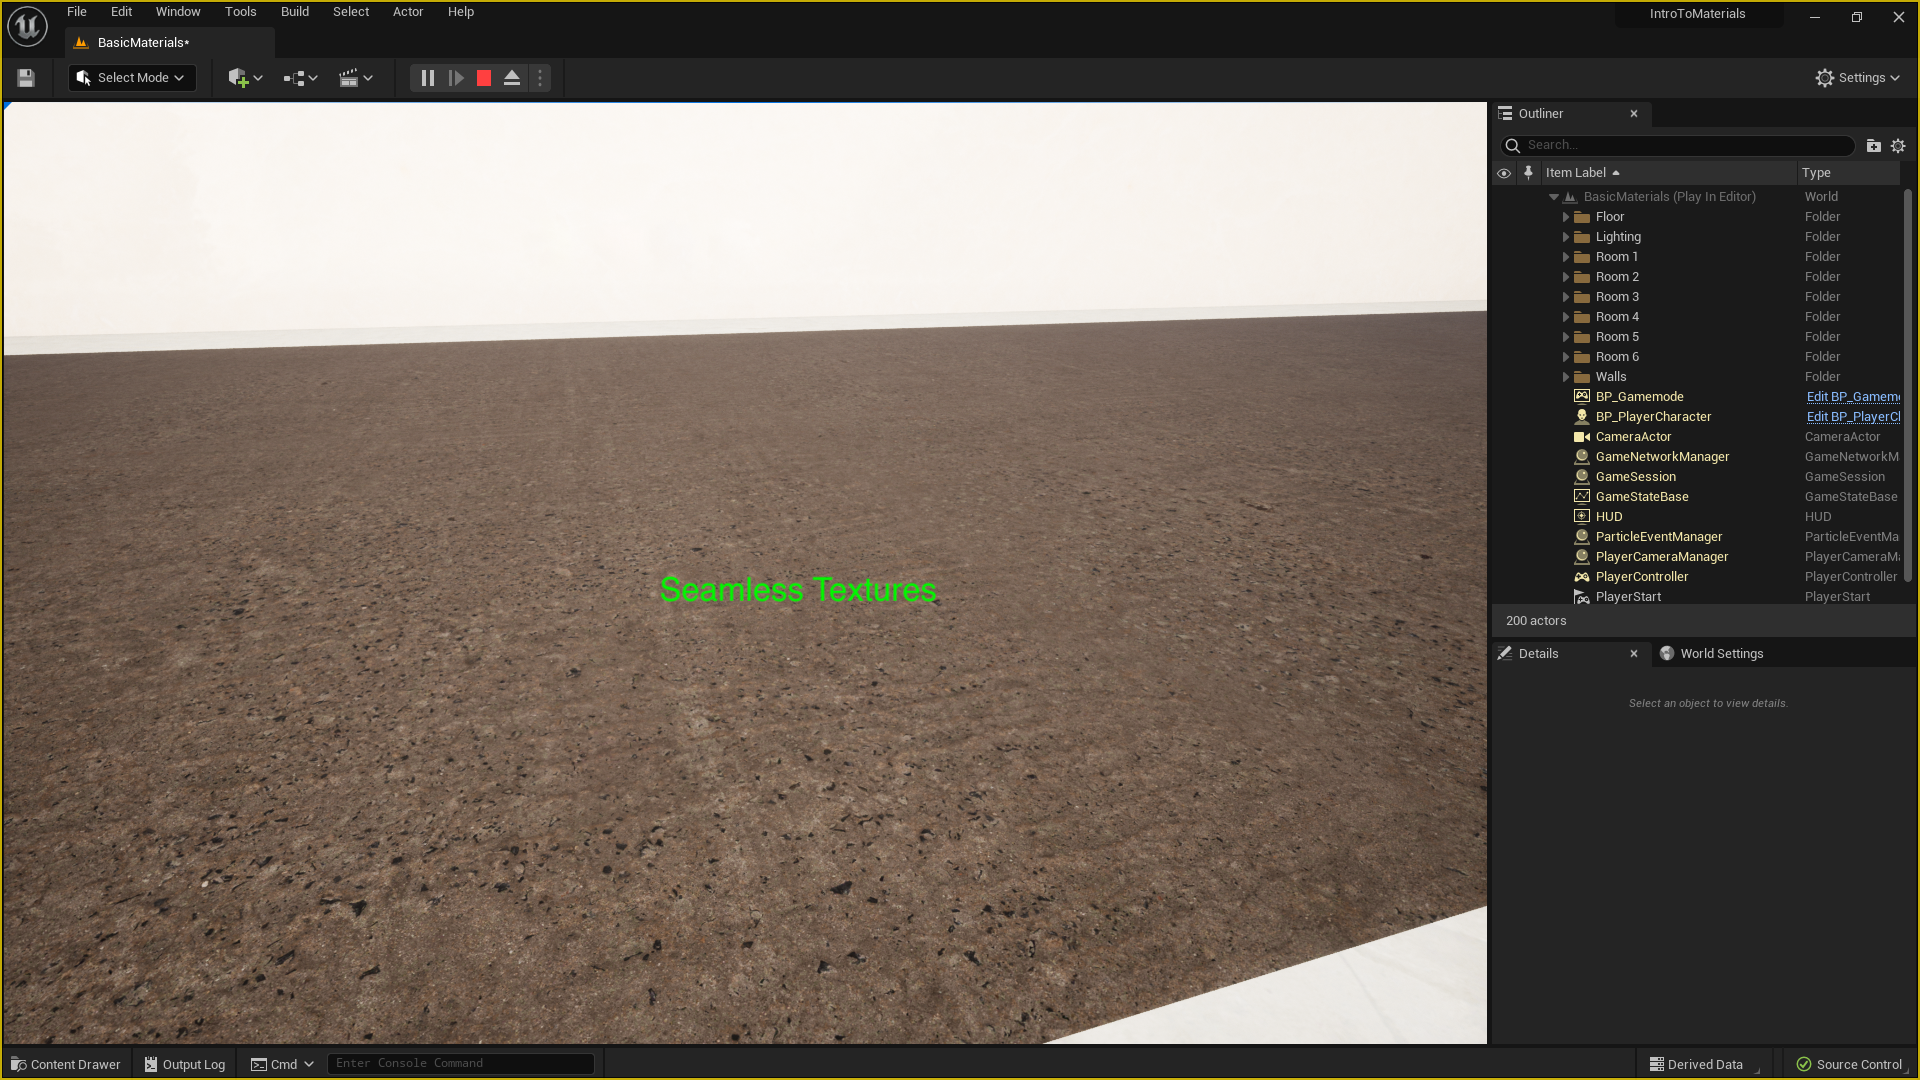 File Edit Window Tools Build Select Actor Help
IntroToMaterials
BasicMaterials*
Select Mode
Settings
Outliner
Search...
Item Label Type
BasicMaterials (Play In Editor) World
Floor Folder
Lighting Folder
Room 1 Folder
Room 2 Folder
Room 3 Folder
Room 4 Folder
Room 5 Folder
Room 6 Folder
Walls Folder
BP_Gamemode Edit BP_Gamem
BP_PlayerCharacter Edit BP_PlayerCl
CameraActor CameraActor
GameNetworkManager GameNetworkM
GameSession GameSession
GameStateBase GameStateBase
HUD HUD
ParticleEventManager ParticleEventMa
PlayerCameraManager PlayerCameraM
PlayerController PlayerController
PlayerStart PlayerStart
200 actors
Seamless Textures
Details World Settings
Select an object to view details.
Content Drawer Output Log Cmd Enter Console Command Derived Data Source Control